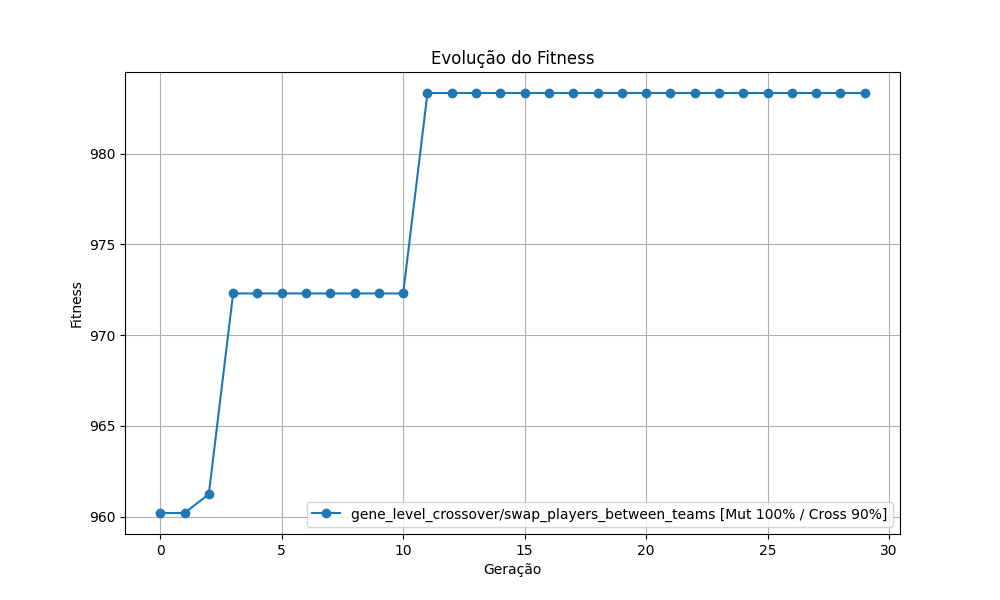 Evolução do Fitness
Fitness
980
975
970
965
960
gene_level_crossover/swap_players_between_teams [Mut 100% / Cross 90%]
0 5 10 15 20 25 30
Geração